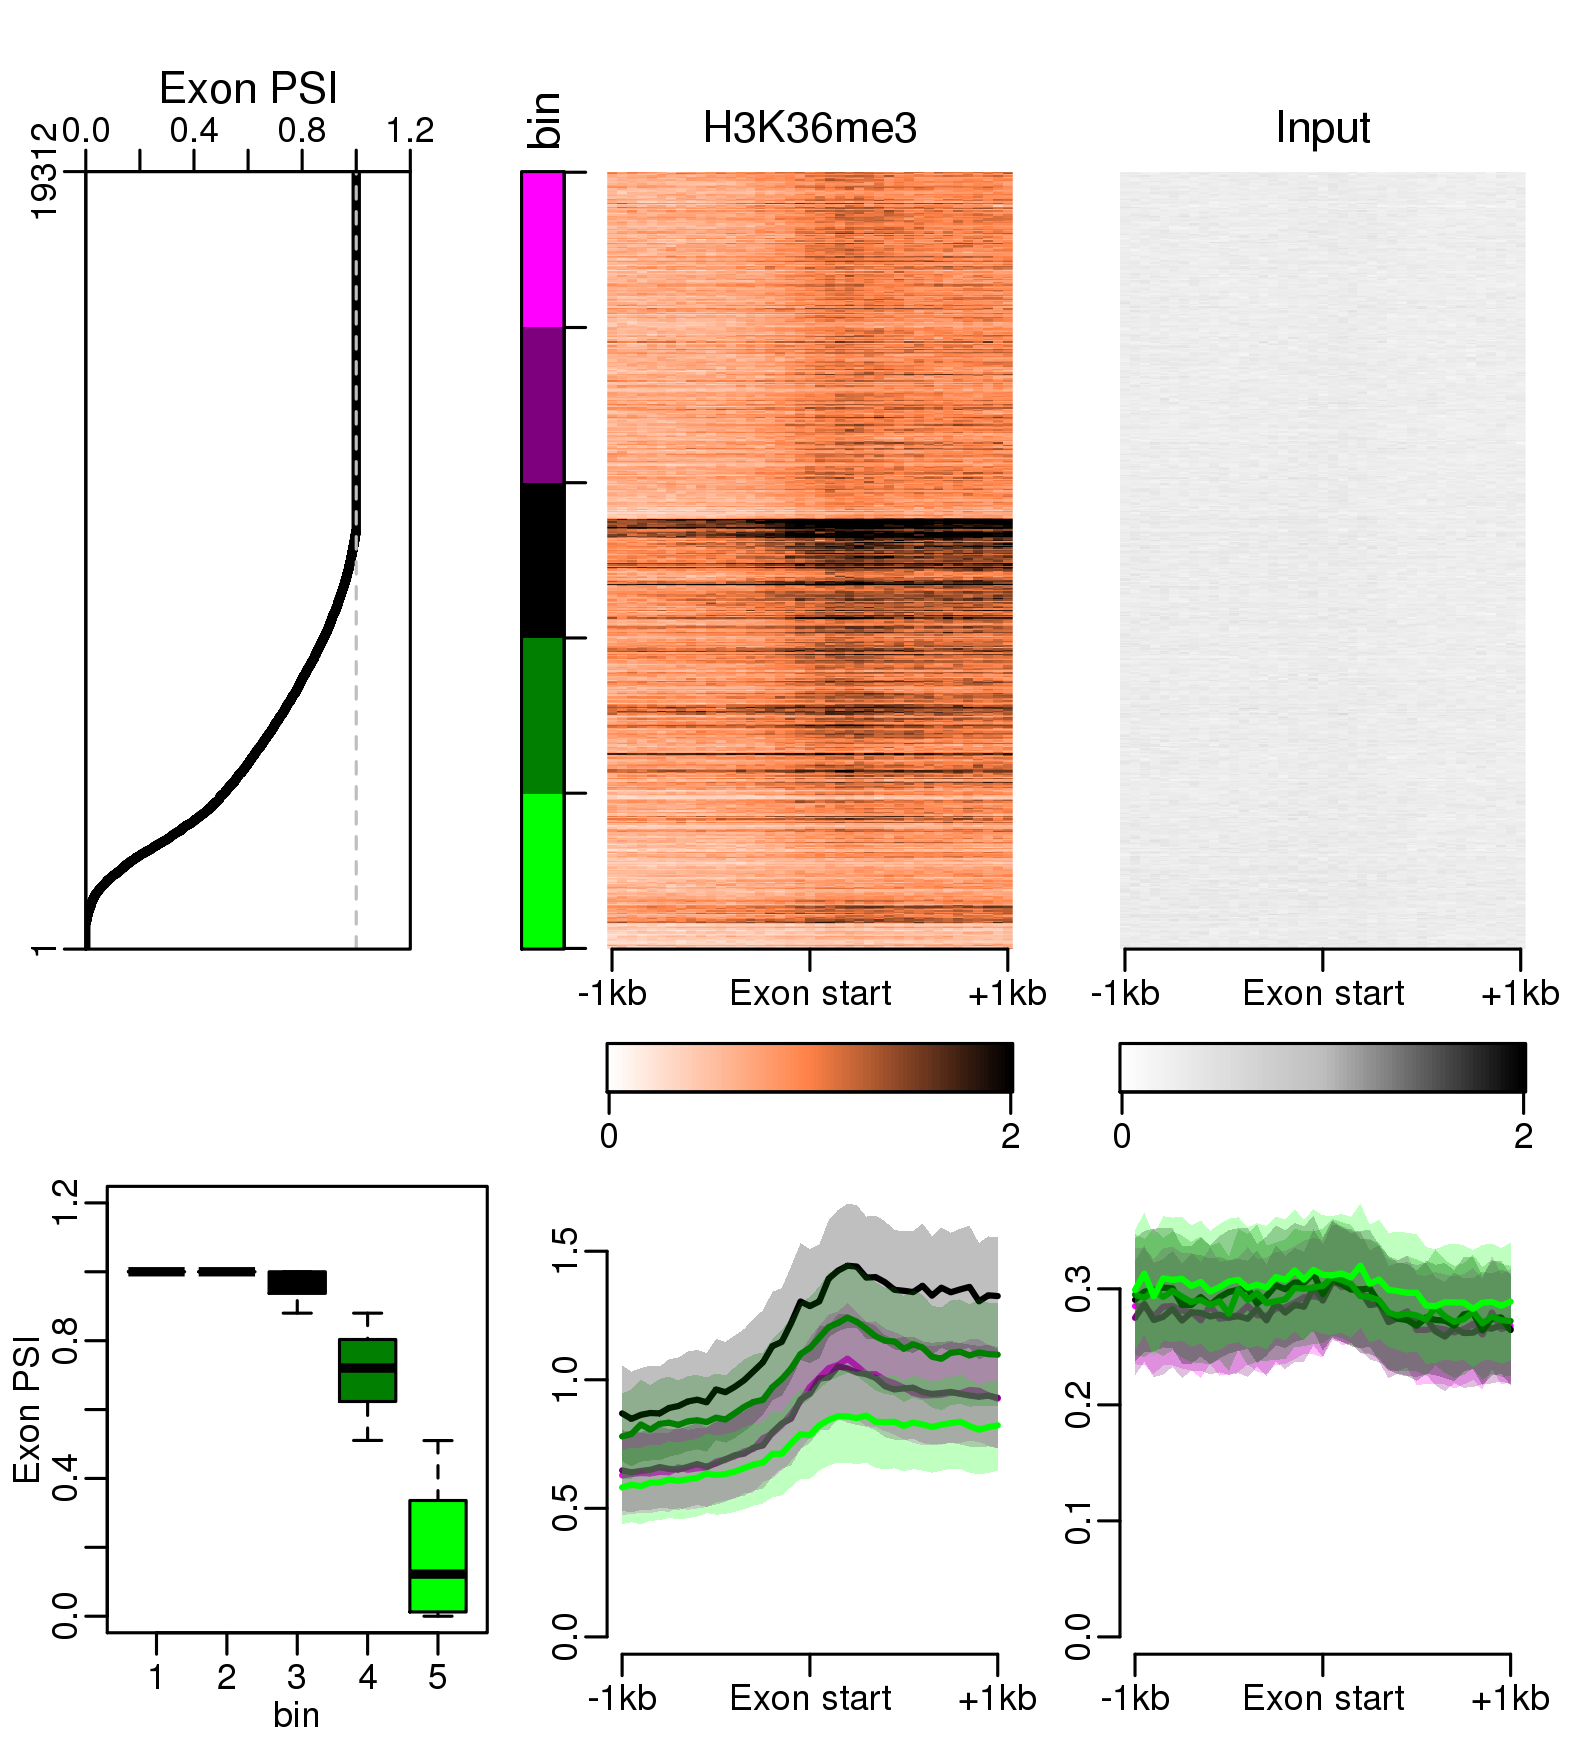 Exon PSI
0.0 0.4 0.8 1.2
19312
1
bin
H3K36me3
-1kb Exon start +1kb
0 2
Input
-1kb Exon start +1kb
0 2
Exon PSI
1.2
0.8
0.4
0.0
1 2 3 4 5
bin
1.5
1.0
0.5
0.0
-1kb Exon start +1kb
0.3
0.2
0.1
0.0
-1kb Exon start +1kb